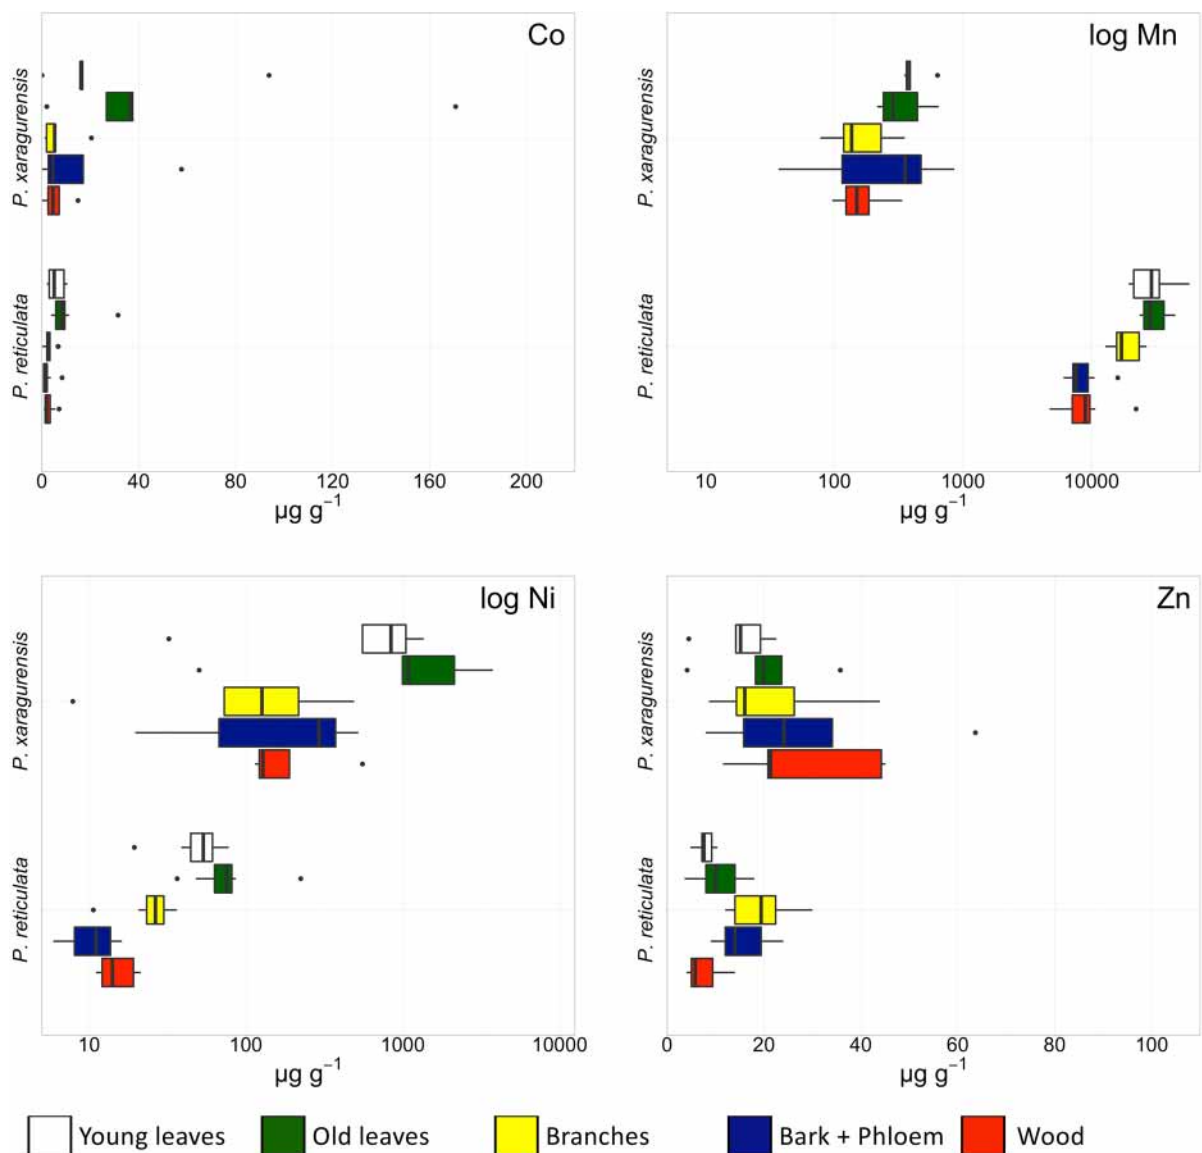 Co
log Mn
P. xaragurensis
P. reticulata
0 40 80 120 160 200
10 100 1000 10000
µg g⁻¹
µg g⁻¹
log Ni
Zn
P. xaragurensis
P. xaragurensis
P. reticulata
P. reticulata
10 100 1000 10000
0 20 40 60 80 100
µg g⁻¹
µg g⁻¹
Young leaves Old leaves Branches Bark + Phloem Wood